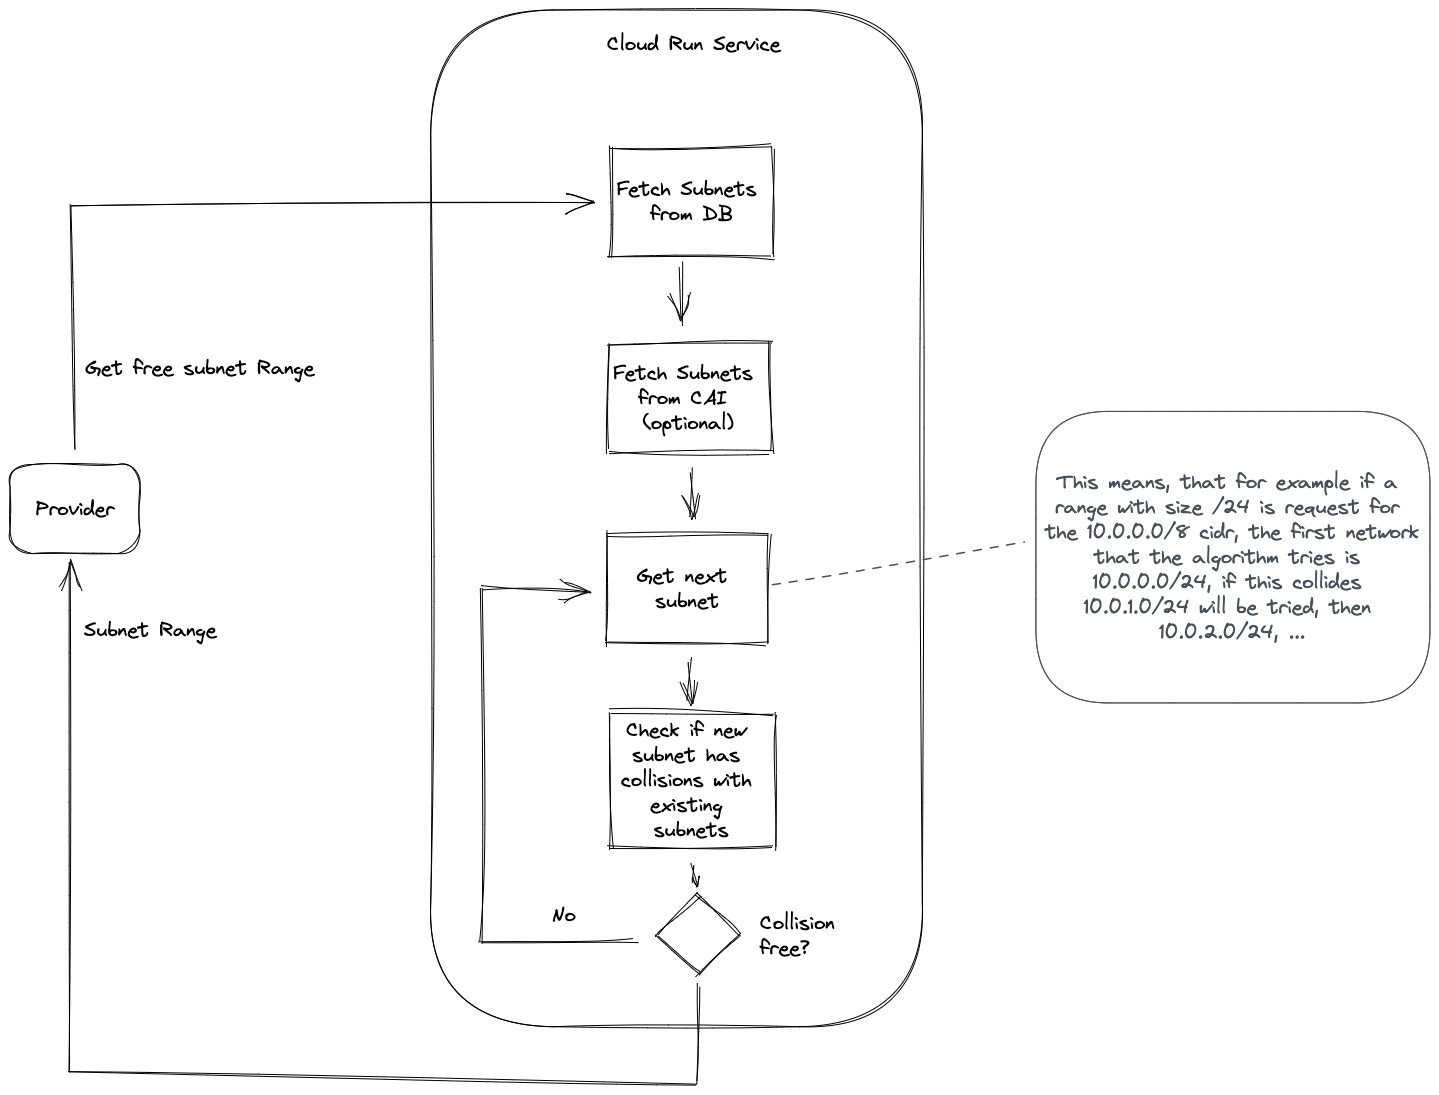 Cloud Run Service
Fetch Subnets
from DB
Get free subnet Range
Fetch Subnets
from CAI
(optional)
Provider
This means, that for example if a
range with size /24 is request for
the 10.0.0.0/8 cidr, the first network
that the algorithm tries is
10.0.0.0/24, if this collides
10.0.1.0/24 will be tried, then
10.0.2.0/24, ...
Get next
subnet
Subnet Range
Check if new
subnet has
collisions with
existing
subnets
No
Collision
free?